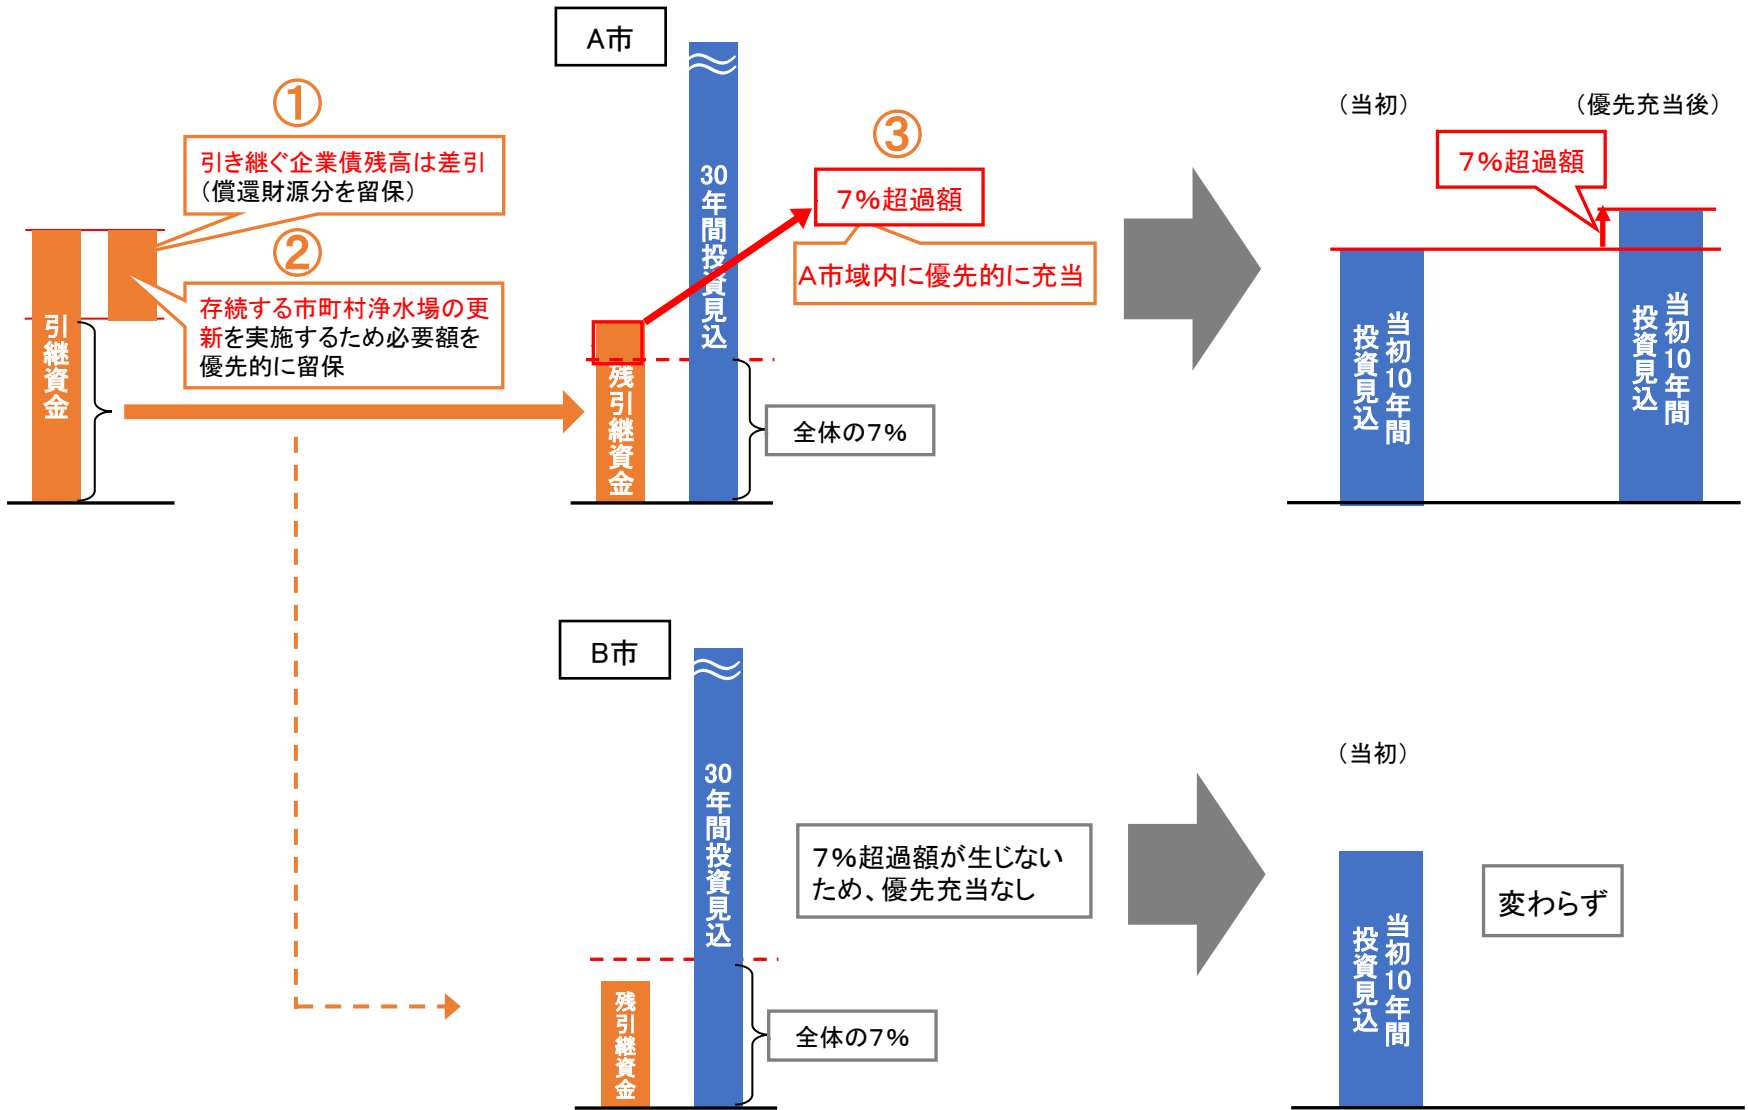 ①
引き継ぐ企業債残高は差引
（償還財源分を留保）
②
存続する市町村浄水場の更
新を実施するため必要額を
優先的に留保
引継資金
A市
30年間投資見込
残引継資金
全体の7%
③
7%超過額
A市域内に優先的に充当
（当初）
（優先充当後）
7%超過額
当初10年間
投資見込
当初10年間
投資見込
B市
30年間投資見込
残引継資金
全体の7%
7%超過額が生じない
ため、優先充当なし
（当初）
当初10年間
投資見込
変わらず